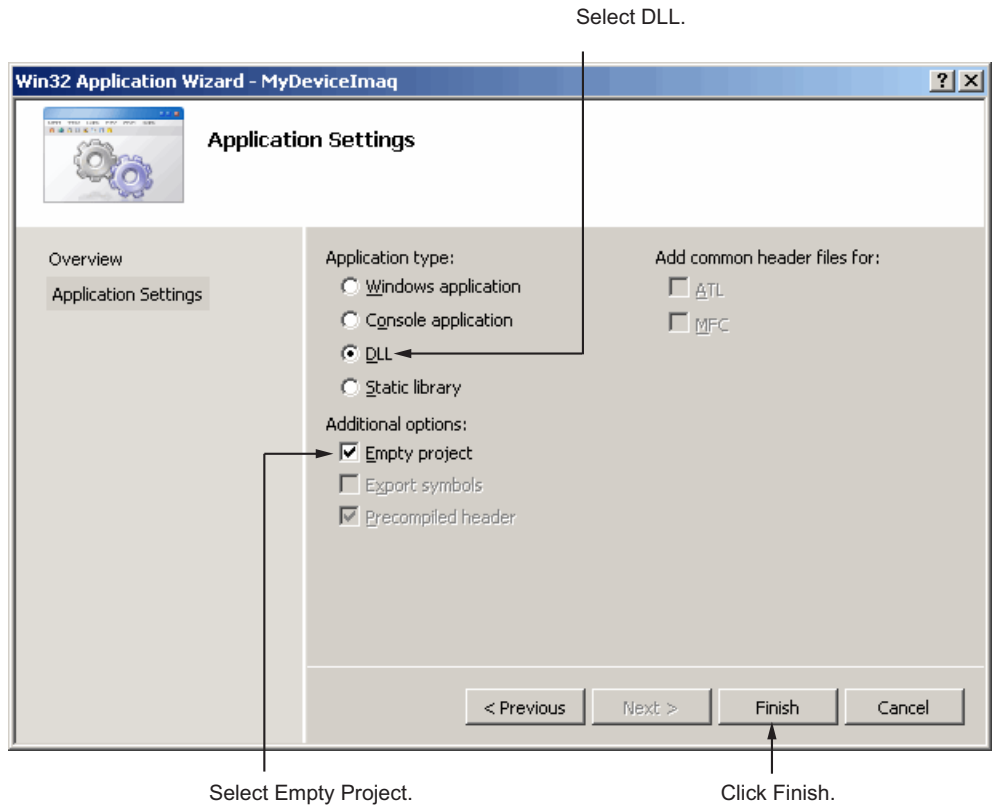 Select DLL.
Win32 Application Wizard - MyDeviceImaq
Application Settings
Overview
Application Settings
Application type:
Windows application
Console application
DLL
Static library
Additional options:
Empty project
Export symbols
Precompiled header
Add common header files for:
ATL
MFC
< Previous
Next >
Finish
Cancel
Select Empty Project.
Click Finish.